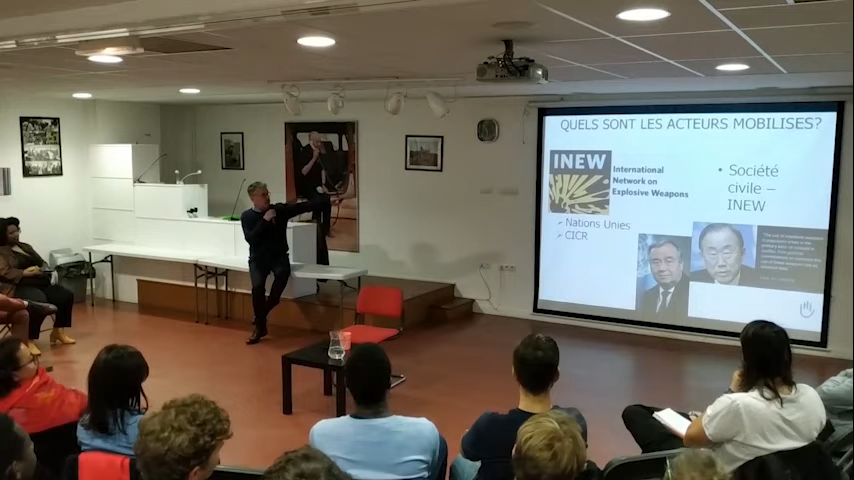 QUELS SONT LES ACTEURS MOBILISES?
INEW
International
Network on
Explosive Weapons
➢ Nations Unies
➢ CICR
• Société
civile –
INEW